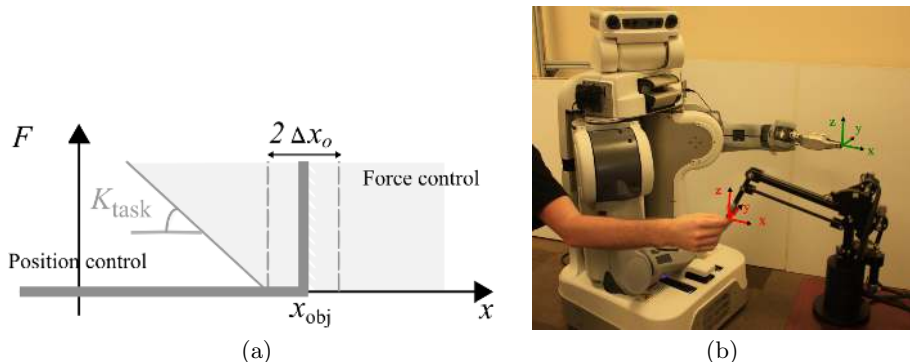 F
2 Δx_o
Force control
K_task
Position control
x_obj
x
z
y
x
z
y
x
(a)
(b)